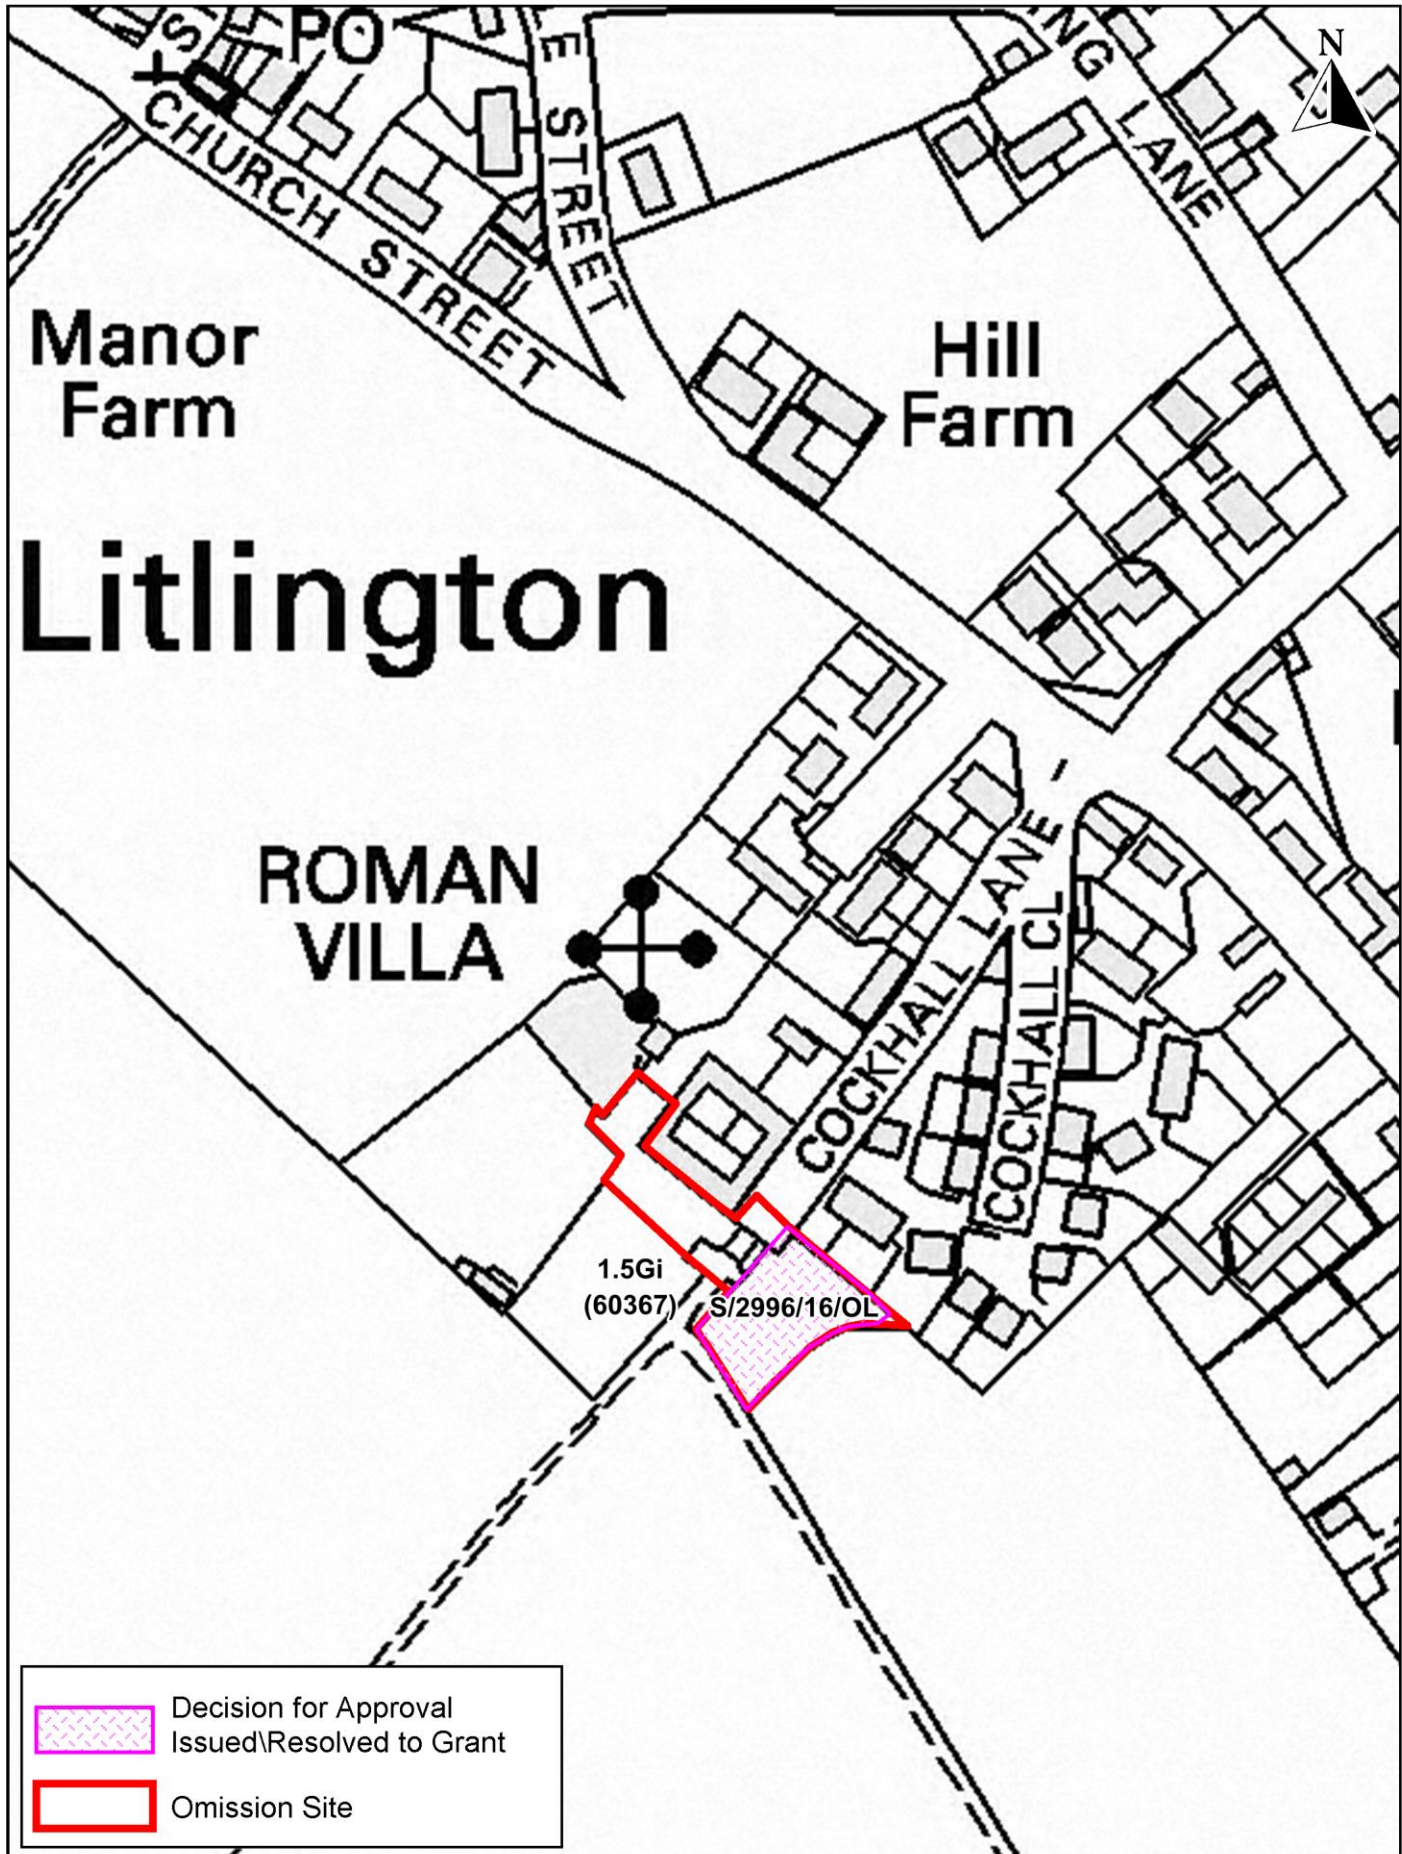 PO
N
E STREET
NG LANE
CHURCH STREET
Manor
Farm
Hill
Farm
Litlington
ROMAN
VILLA
COCKHALL LANE
COCKHALL CL
1.5Gi
(60367)
S/2996/16/OL
Decision for Approval
Issued\Resolved to Grant
Omission Site